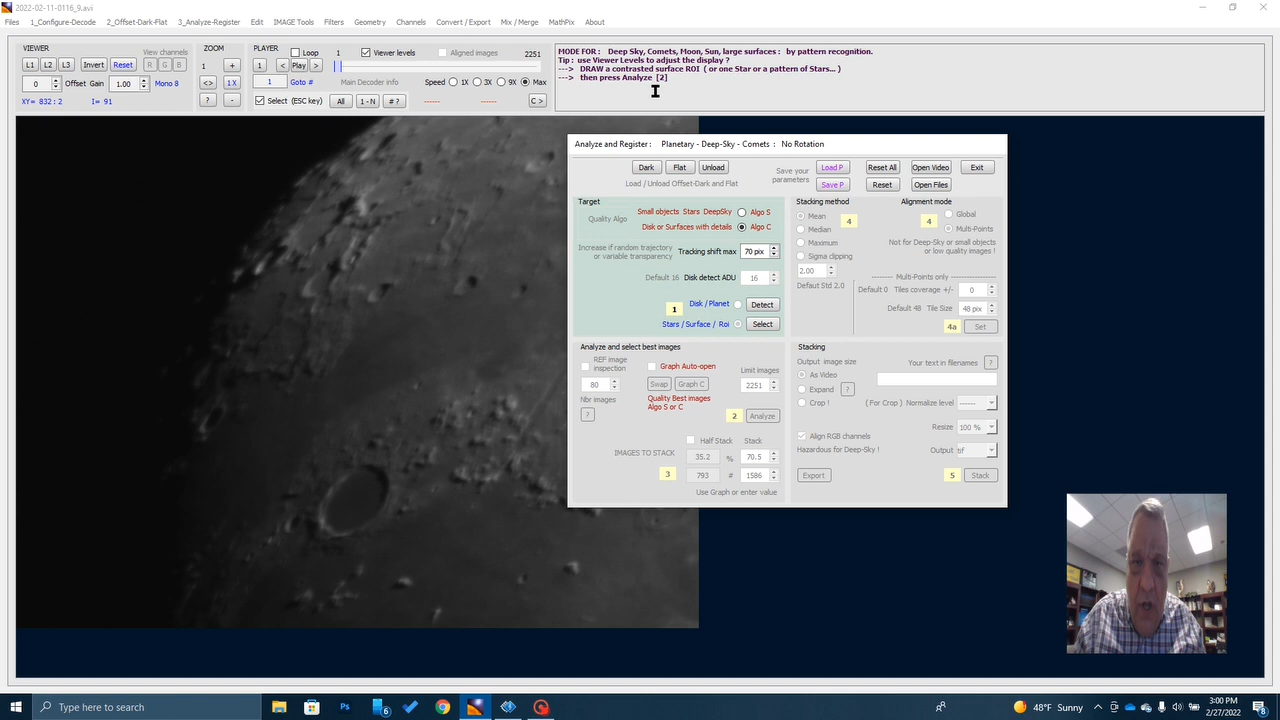 2022-02-11-0116_9.avi
Files 1_Configure-Decode 2_Offset-Dark-Flat 3_Analyze-Register Edit IMAGE Tools Filters Geometry Channels Convert / Export Mix / Merge MathPix About
VIEWER View channels
L1 L2 L3 Invert Reset R G B
0 Offset Gain 1.00 Mono 8
XY= 832 : 2 I= 91
ZOOM
1 +
<> 1 X
? -
PLAYER Loop 1 Viewer levels Aligned images 2251
1 < Play >
1 Goto # Main Decoder info Speed 1X 3X 9X Max
Select (ESC key) All 1 - N # ? ------ ------ C >
MODE FOR : Deep Sky, Comets, Moon, Sun, large surfaces : by pattern recognition.
Tip : use Viewer Levels to adjust the display ?
---> DRAW a contrasted surface ROI ( or one Star or a pattern of Stars... )
---> then press Analyze [2]
Analyze and Register : Planetary - Deep-Sky - Comets : No Rotation
Dark Flat Unload
Load / Unload Offset-Dark and Flat
Save your
parameters
Load P Reset All Open Video Exit
Save P Reset Open Files
Target
Quality Algo
Small objects Stars DeepSky Algo S
Disk or Surfaces with details Algo C
Increase if random trajectory
or variable transparency
Tracking shift max 70 pix
Default 16 Disk detect ADU 16
1 Disk / Planet Detect
Stars / Surface / Roi Select
Stacking method
Mean 4
Median
Maximum
Sigma clipping
2.00
Defaut Std 2.0
Alignment mode
4 Global
Multi-Points
Not for Deep-Sky or small objects
or low quality images !
-------- Multi-Points only --------------
Default 0 Tiles coverage +/- 0
Default 48 Tile Size 48 pix
4a Set
Analyze and select best images
REF image
inspection
80
Nbr images
?
Graph Auto-open
Swap Graph C
Quality Best images
Algo S or C
Limit images
2251
2 Analyze
Half Stack Stack
IMAGES TO STACK 35.2 % 70.5
3 793 # 1586
Use Graph or enter value
Stacking
Output image size Your text in filenames ?
As Video
Expand ?
Crop ! ( For Crop ) Normalize level ------
Resize 100 %
Align RGB channels
Hazardous for Deep-Sky ! Output tif
Export 5 Stack
Type here to search
48°F Sunny
3:00 PM
2/27/2022